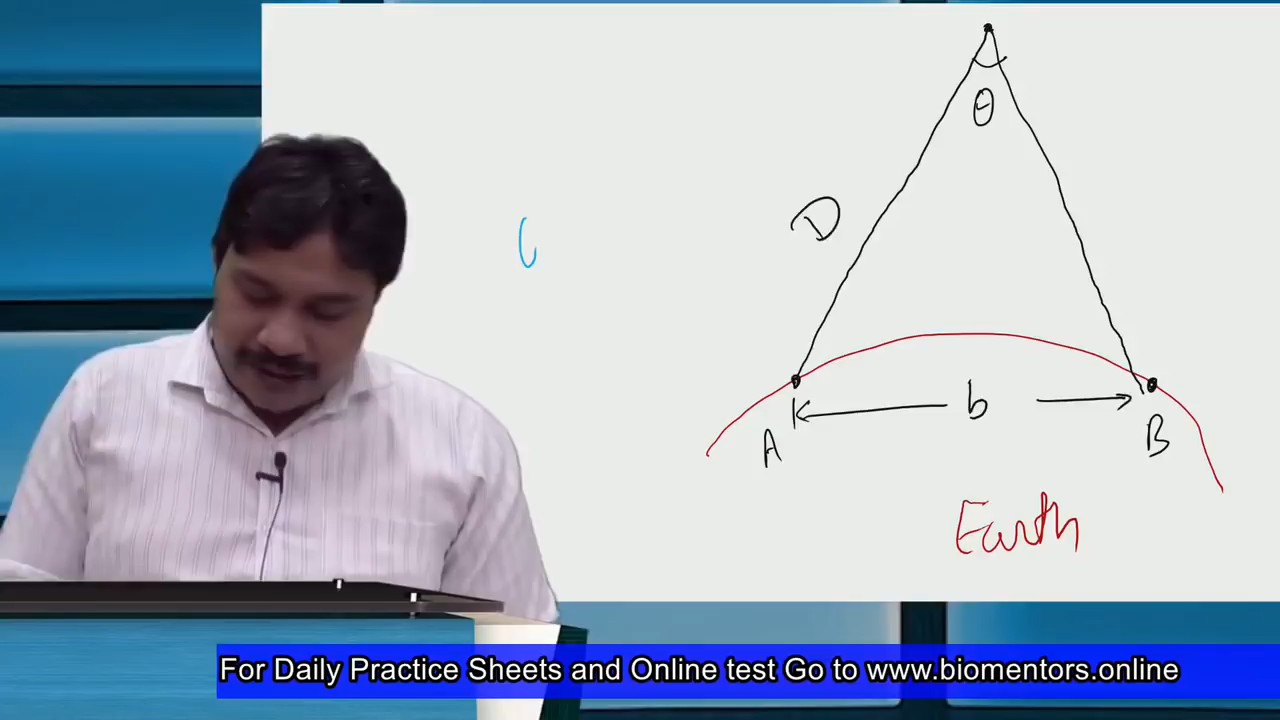 θ
D
b
A
B
Earth
For Daily Practice Sheets and Online test Go to www.biomentors.online